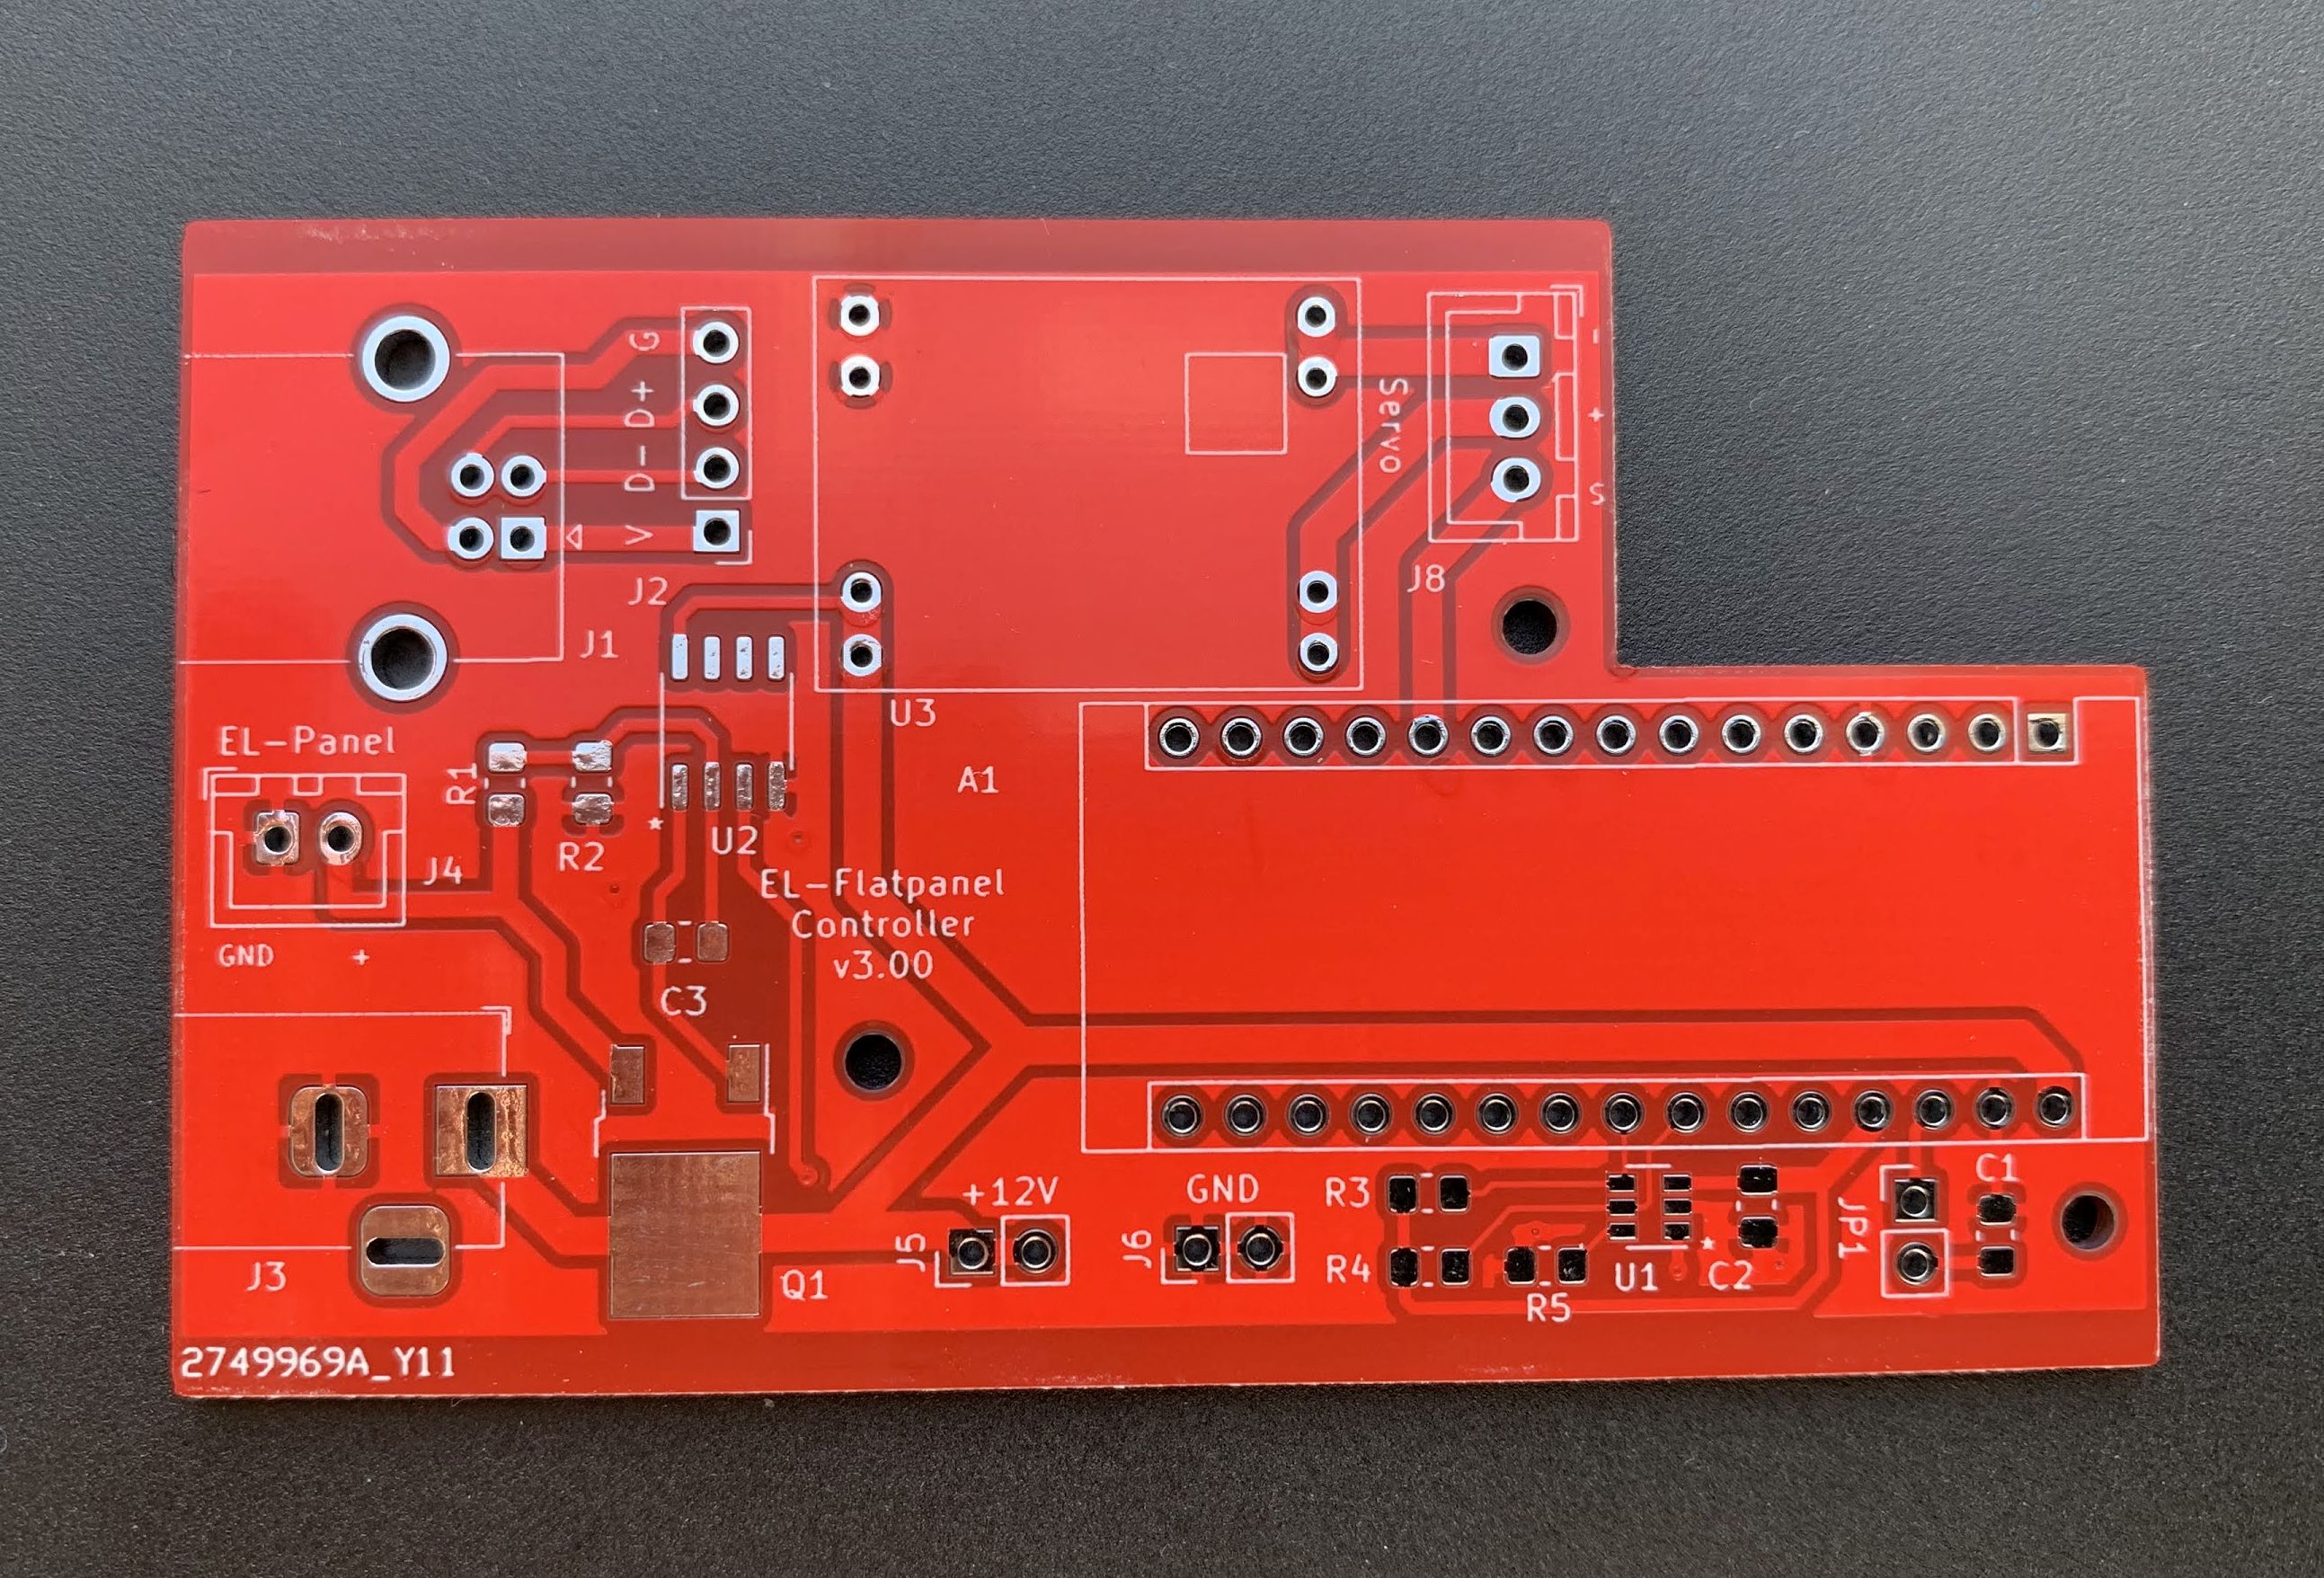 G
D+
D-
V
J2
J1
Servo
-
+
S
J8
U3
EL-Panel
R1
R2
*
U2
J4
GND +
A1
EL-Flatpanel
Controller
v3.00
C3
J3
Q1
+12V
J5
GND
J6
R3
R4
R5
U1
*
C2
JP1
C1
2749969A_Y11